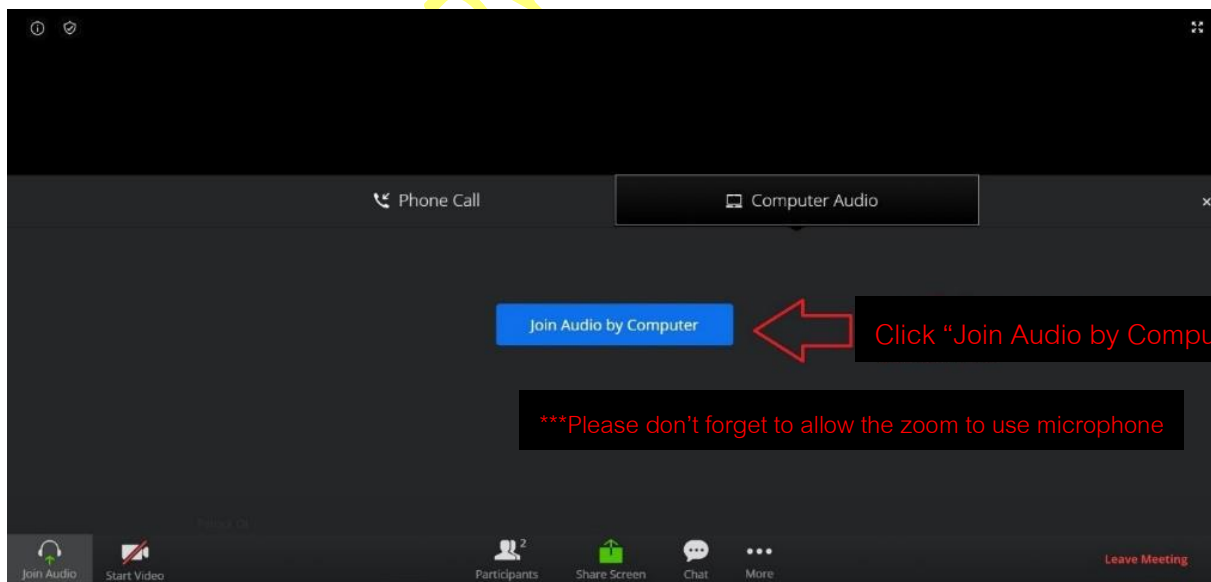 Phone Call
Computer Audio
Join Audio by Computer
Click “Join Audio by Compu
***Please don’t forget to allow the zoom to use microphone
2
Join Audio
Start Video
Participants
Share Screen
Chat
More
Leave Meeting